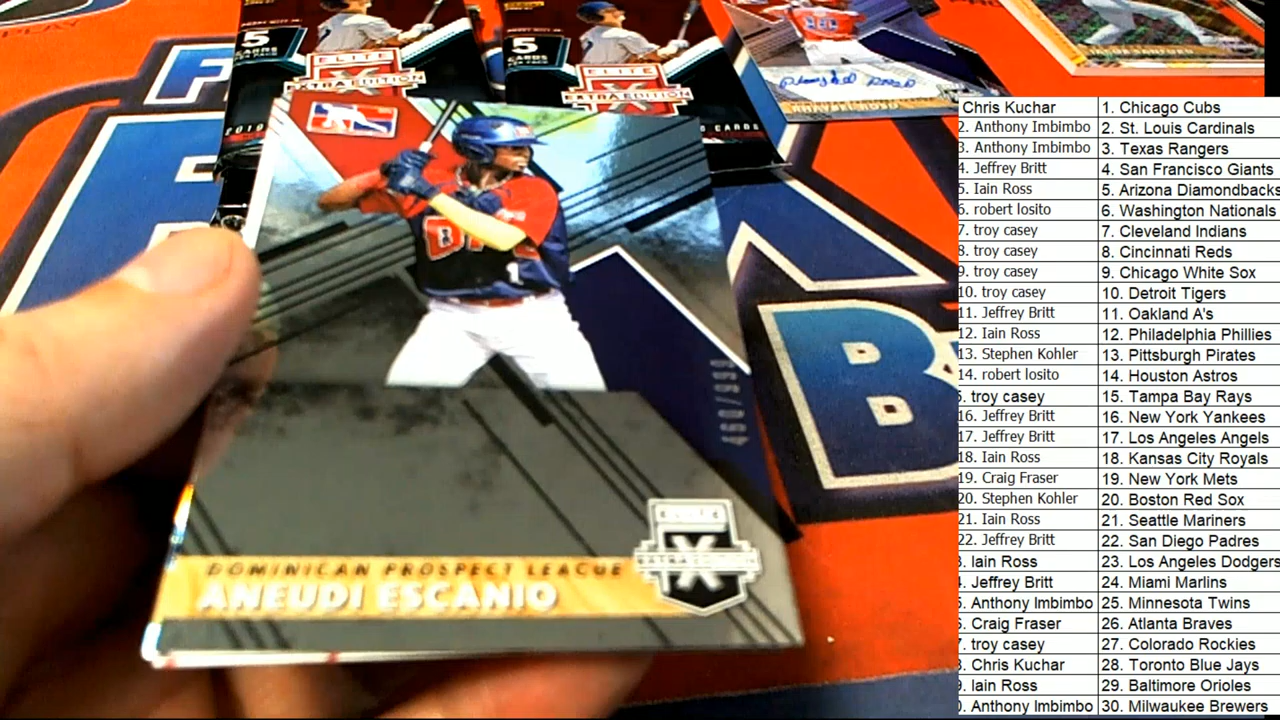 5
CARDS
5
CARDS
ELITE
X
EXTRA EDITION
ELITE
X
EXTRA EDITION
DOMINICAN PROSPECT LEAGUE
ANEUDI ESCANIO
ELITE
EXTRA EDITION
X
B
Chris Kuchar 1. Chicago Cubs
2. Anthony Imbimbo 2. St. Louis Cardinals
3. Anthony Imbimbo 3. Texas Rangers
4. Jeffrey Britt 4. San Francisco Giants
5. Iain Ross 5. Arizona Diamondbacks
6. robert losito 6. Washington Nationals
7. troy casey 7. Cleveland Indians
8. troy casey 8. Cincinnati Reds
9. troy casey 9. Chicago White Sox
10. troy casey 10. Detroit Tigers
11. Jeffrey Britt 11. Oakland A's
12. Iain Ross 12. Philadelphia Phillies
13. Stephen Kohler 13. Pittsburgh Pirates
14. robert losito 14. Houston Astros
5. troy casey 15. Tampa Bay Rays
16. Jeffrey Britt 16. New York Yankees
17. Jeffrey Britt 17. Los Angeles Angels
18. Iain Ross 18. Kansas City Royals
19. Craig Fraser 19. New York Mets
20. Stephen Kohler 20. Boston Red Sox
21. Iain Ross 21. Seattle Mariners
22. Jeffrey Britt 22. San Diego Padres
. Iain Ross 23. Los Angeles Dodgers
. Jeffrey Britt 24. Miami Marlins
. Anthony Imbimbo 25. Minnesota Twins
. Craig Fraser 26. Atlanta Braves
. troy casey 27. Colorado Rockies
. Chris Kuchar 28. Toronto Blue Jays
. Iain Ross 29. Baltimore Orioles
. Anthony Imbimbo 30. Milwaukee Brewers